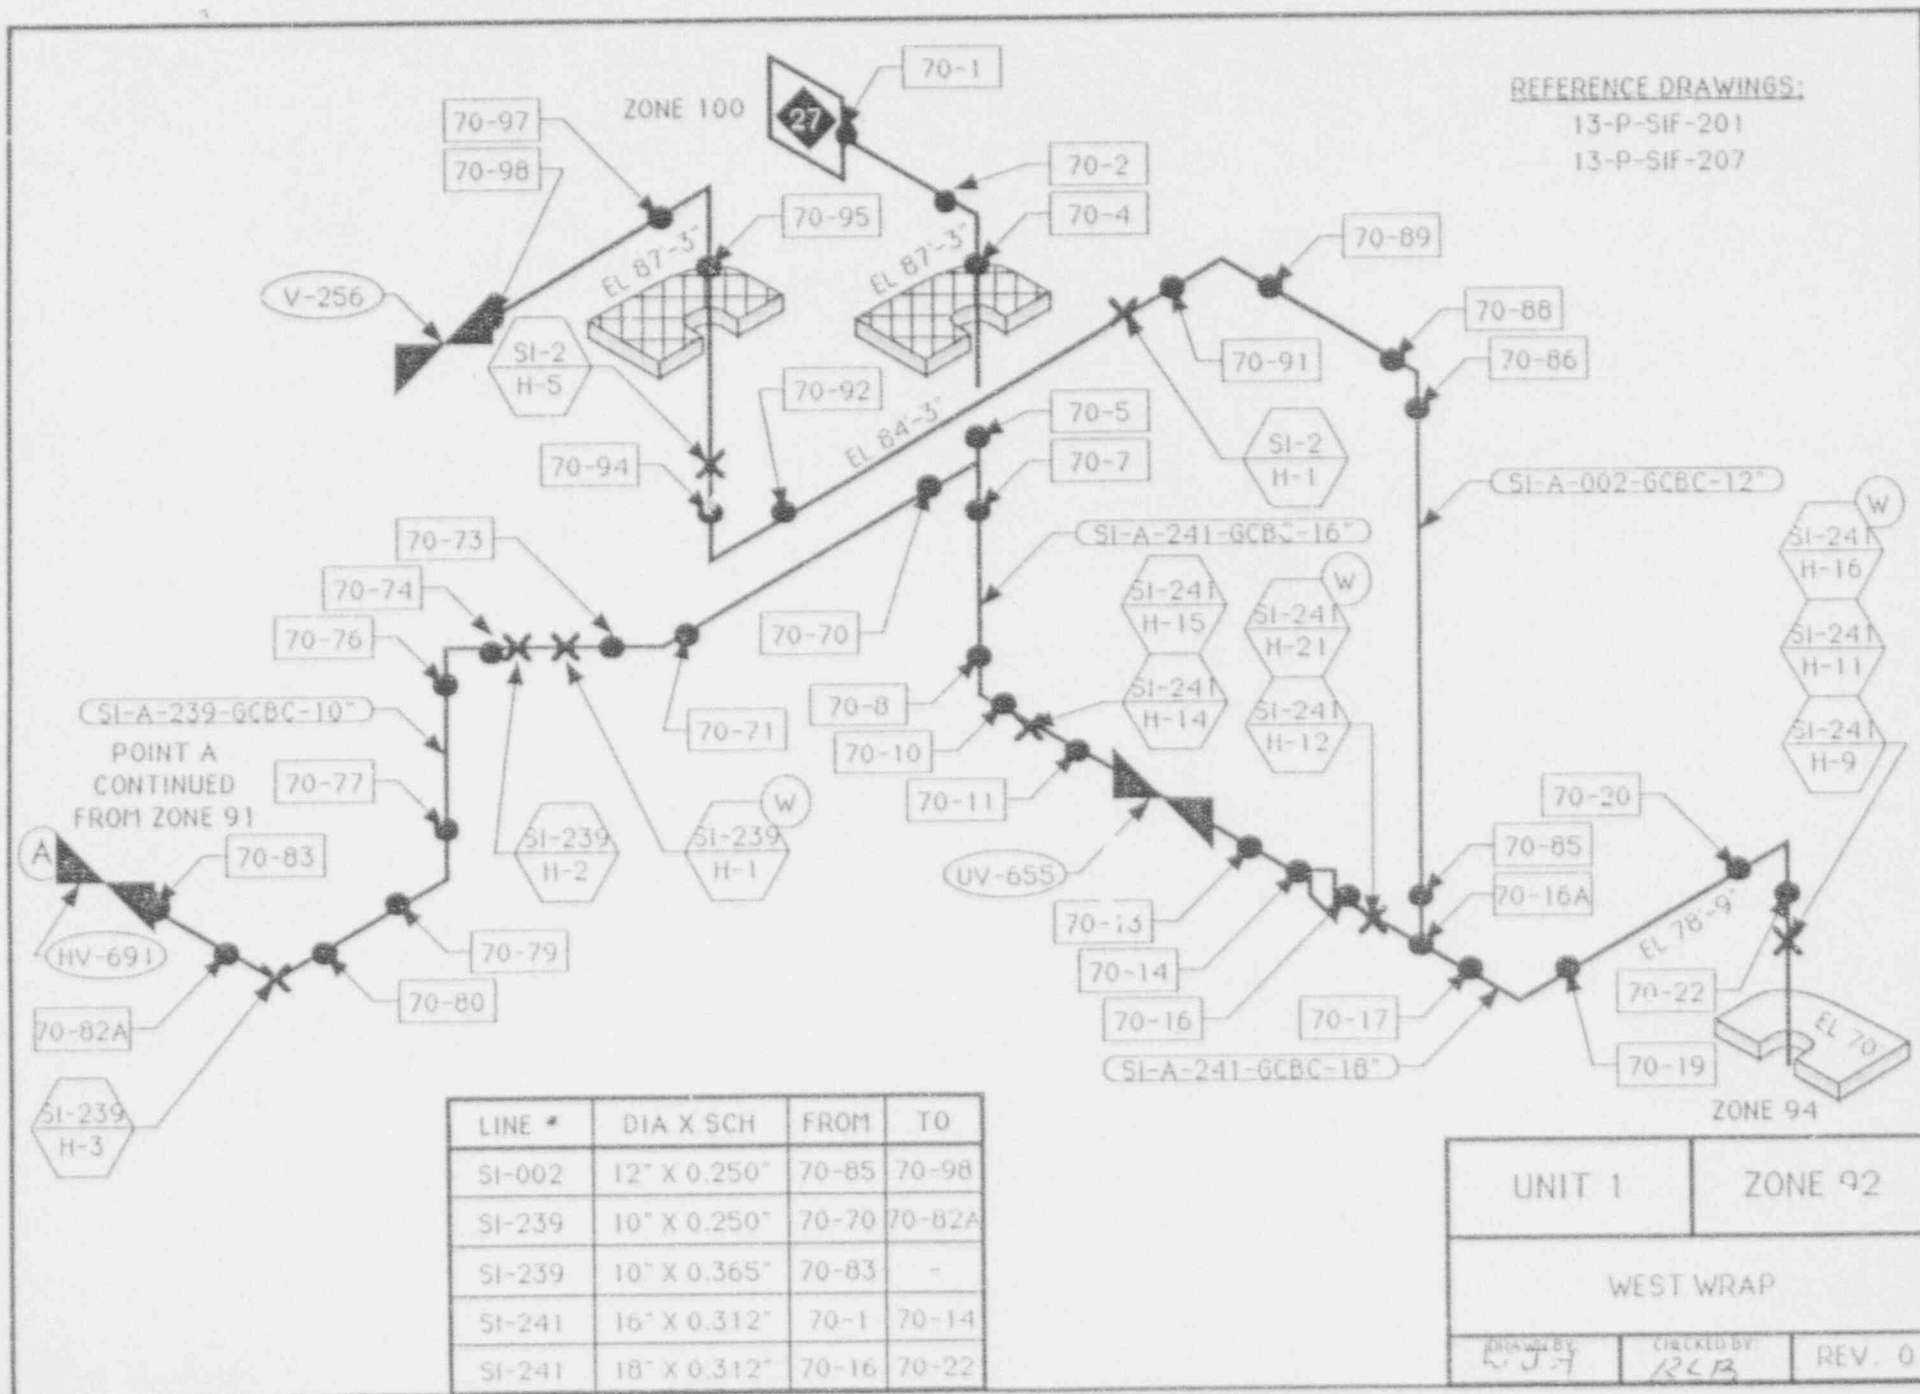 REFERENCE DRAWINGS:
13-P-SIF-201
13-P-SIF-207
70-1
ZONE 100
27
70-97
70-98
70-2
70-4
70-95
EL 87'-3"
EL 87'-3"
70-89
V-256
70-88
70-86
SI-2
H-5
70-91
70-92
70-5
EL 84'-3"
70-7
SI-2
H-1
70-94
SI-A-002-GCBC-12"
W
SI-241
H-16
SI-241
H-11
SI-241
H-9
70-73
SI-A-241-GCBC-16"
70-74
SI-241
H-15
SI-241
H-14
W
SI-241
H-21
SI-241
H-12
70-76
70-70
SI-A-239-GCBC-10"
70-8
70-71
70-10
POINT A
CONTINUED
FROM ZONE 91
70-77
70-11
70-20
A
70-83
SI-239
H-2
W
SI-239
H-1
UV-655
70-85
70-16A
HV-691
70-79
70-13
EL 78'-9"
70-14
70-80
70-22
70-82A
70-16
70-17
EL 70'
SI-A-241-GCBC-18"
70-19
SI-239
H-3
ZONE 94
LINE # DIA X SCH FROM TO
SI-002 12" X 0.250" 70-85 70-98
SI-239 10" X 0.250" 70-70 70-82A
SI-239 10" X 0.365" 70-83 -
SI-241 16" X 0.312" 70-1 70-14
SI-241 18" X 0.312" 70-16 70-22
UNIT 1 ZONE 92
WEST WRAP
DRAWN BY: CHECKED BY:
RCB
REV. 0